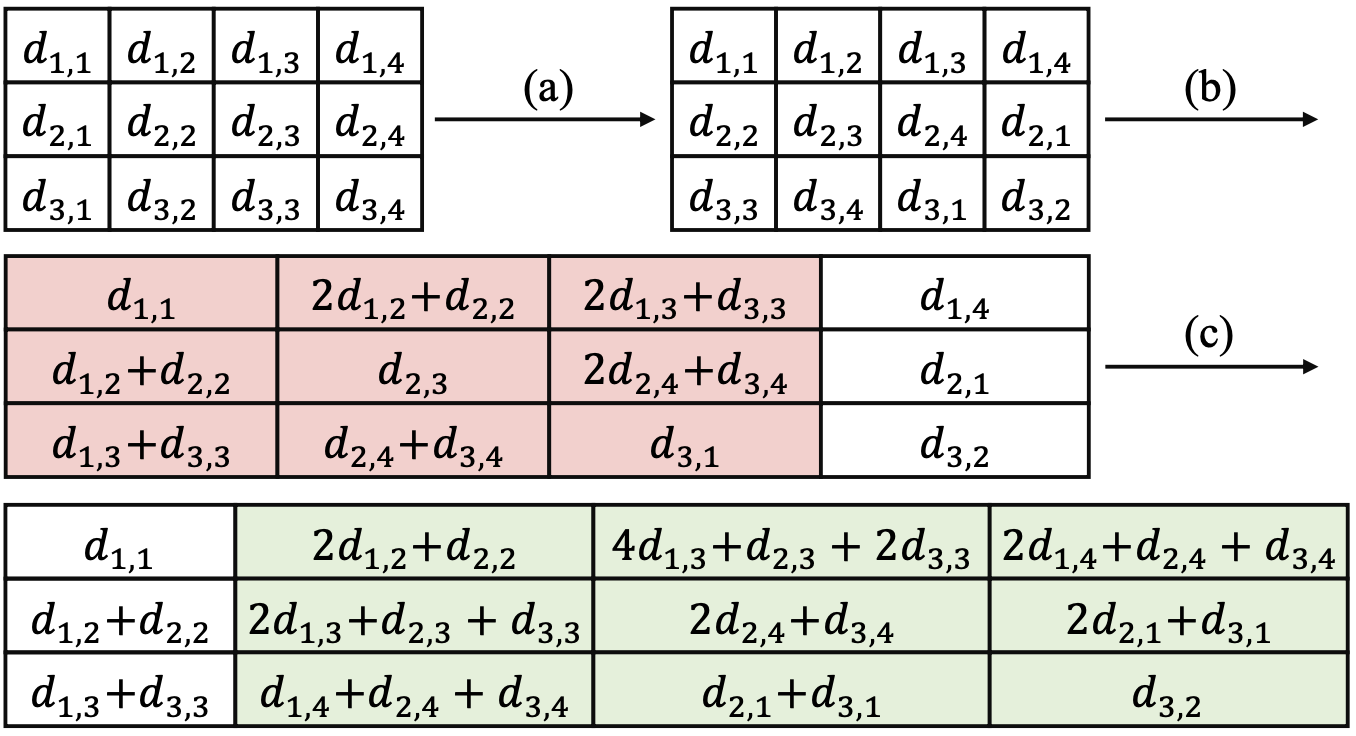 d1,1 d1,2 d1,3 d1,4 (a) d1,1 d1,2 d1,3 d1,4 (b)
d2,1 d2,2 d2,3 d2,4 d2,2 d2,3 d2,4 d2,1
d3,1 d3,2 d3,3 d3,4 d3,3 d3,4 d3,1 d3,2
d1,1 2d1,2+d2,2 2d1,3+d3,3 d1,4 (c)
d1,2+d2,2 d2,3 2d2,4+d3,4 d2,1
d1,3+d3,3 d2,4+d3,4 d3,1 d3,2
d1,1 2d1,2+d2,2 4d1,3+d2,3 + 2d3,3 2d1,4+d2,4 + d3,4
d1,2+d2,2 2d1,3+d2,3 + d3,3 2d2,4+d3,4 2d2,1+d3,1
d1,3+d3,3 d1,4+d2,4 + d3,4 d2,1+d3,1 d3,2